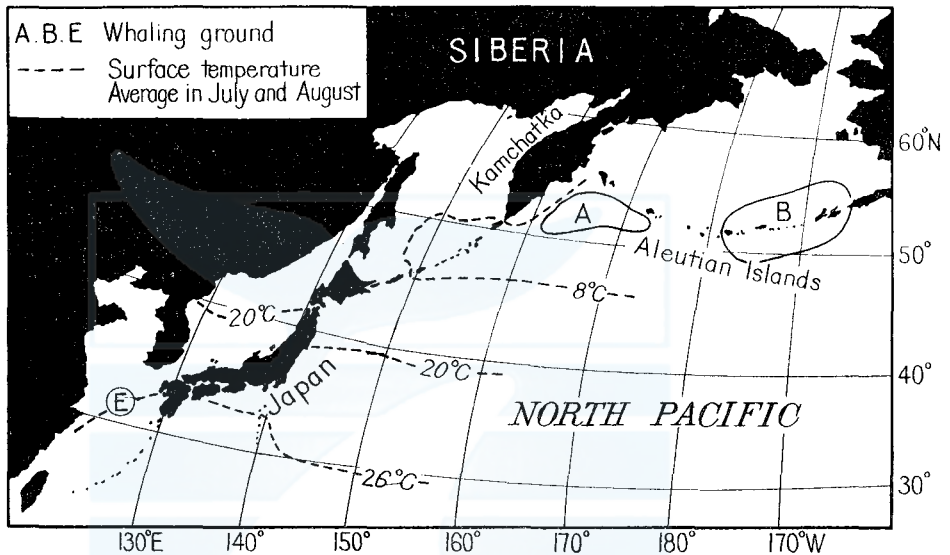 A.B.E Whaling ground
Surface temperature
Average in July and August
SIBERIA
Kamchatka
60°N
A
B
Aleutian Islands
50°
8°C
20°C
20°C
40°
Japan
E
NORTH PACIFIC
26°C
30°
130°E 140° 150° 160° 170° 180° 170°W